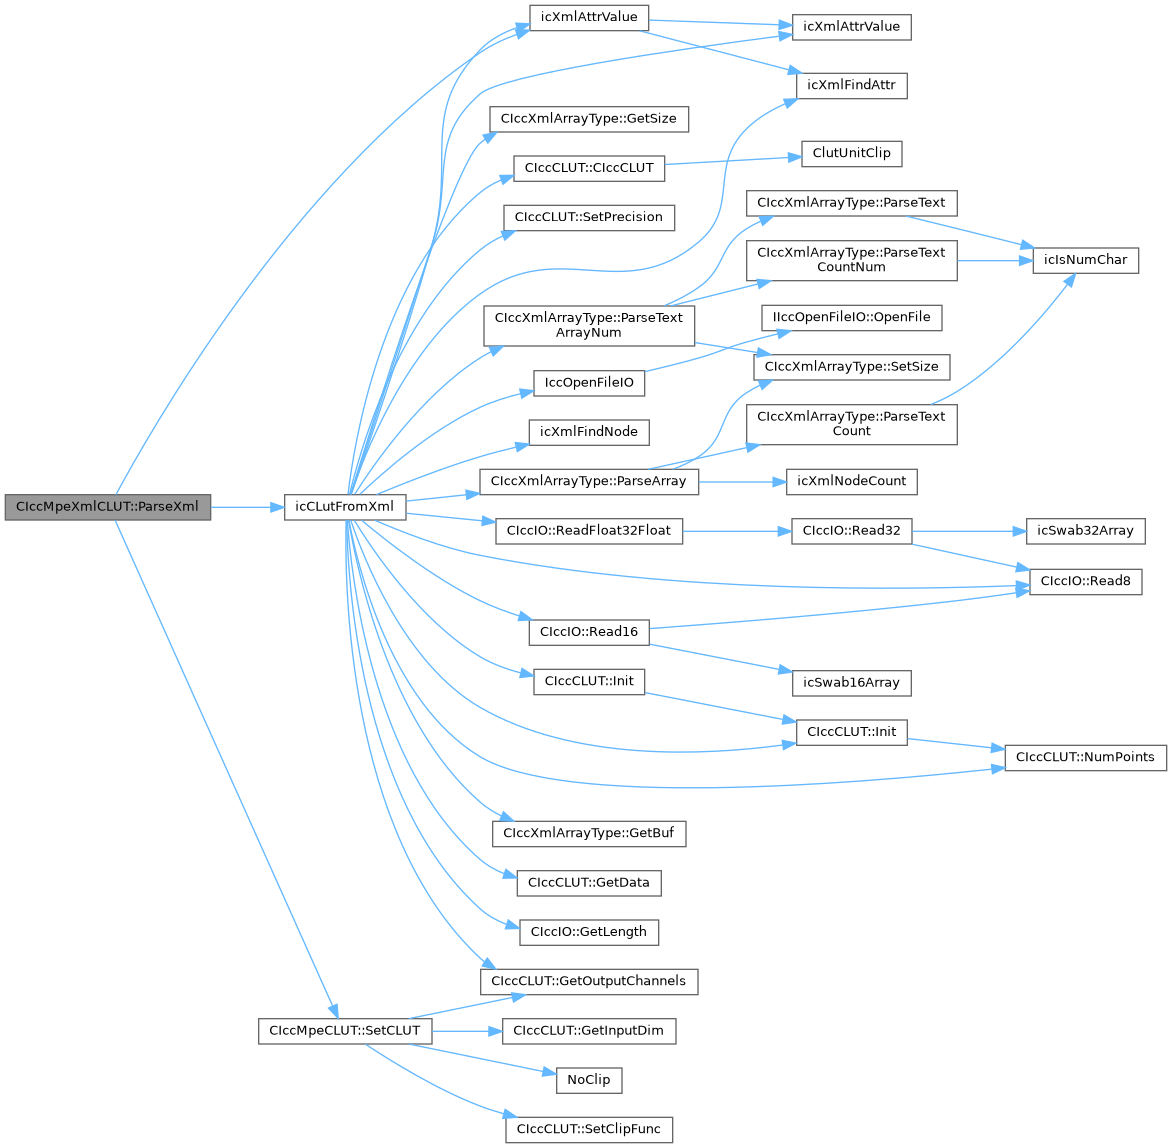 icXmlAttrValue
icXmlAttrValue
icXmlFindAttr
CIccXmlArrayType::GetSize
ClutUnitClip
CIccCLUT::CIccCLUT
CIccXmlArrayType::ParseText
CIccCLUT::SetPrecision
CIccXmlArrayType::ParseText
CountNum
icIsNumChar
CIccXmlArrayType::ParseText
ArrayNum
IIccOpenFileIO::OpenFile
CIccXmlArrayType::SetSize
IccOpenFileIO
CIccXmlArrayType::ParseText
Count
icXmlFindNode
CIccXmlArrayType::ParseArray
icXmlNodeCount
CIccMpeXmlCLUT::ParseXml
icCLutFromXml
CIccIO::ReadFloat32Float
CIccIO::Read32
icSwab32Array
CIccIO::Read8
CIccIO::Read16
CIccCLUT::Init
icSwab16Array
CIccCLUT::Init
CIccCLUT::NumPoints
CIccXmlArrayType::GetBuf
CIccCLUT::GetData
CIccIO::GetLength
CIccCLUT::GetOutputChannels
CIccMpeCLUT::SetCLUT
CIccCLUT::GetInputDim
NoClip
CIccCLUT::SetClipFunc